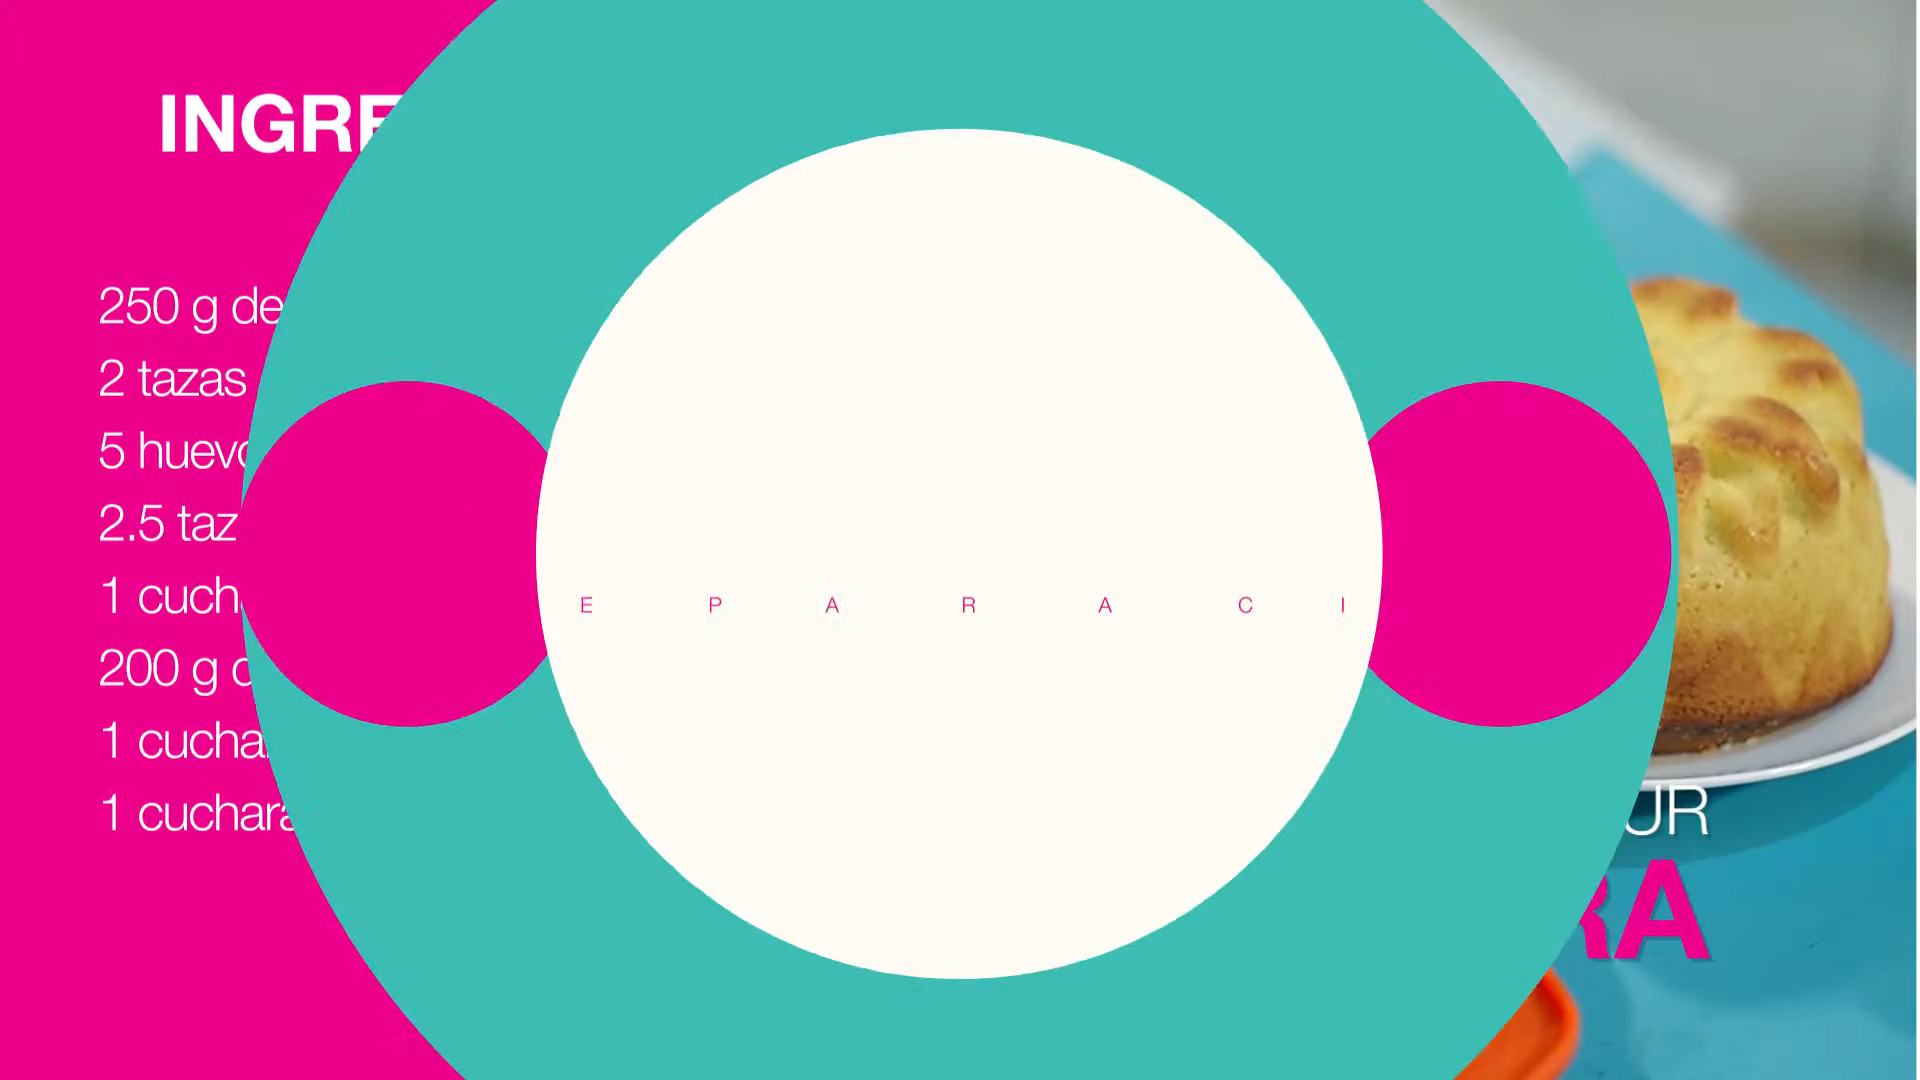 INGRE
250 g de
2 tazas
5 huevo
2.5 taz
1 cuch
200 g d
1 cucha
1 cuchara
E P A R A C I
UR
RA